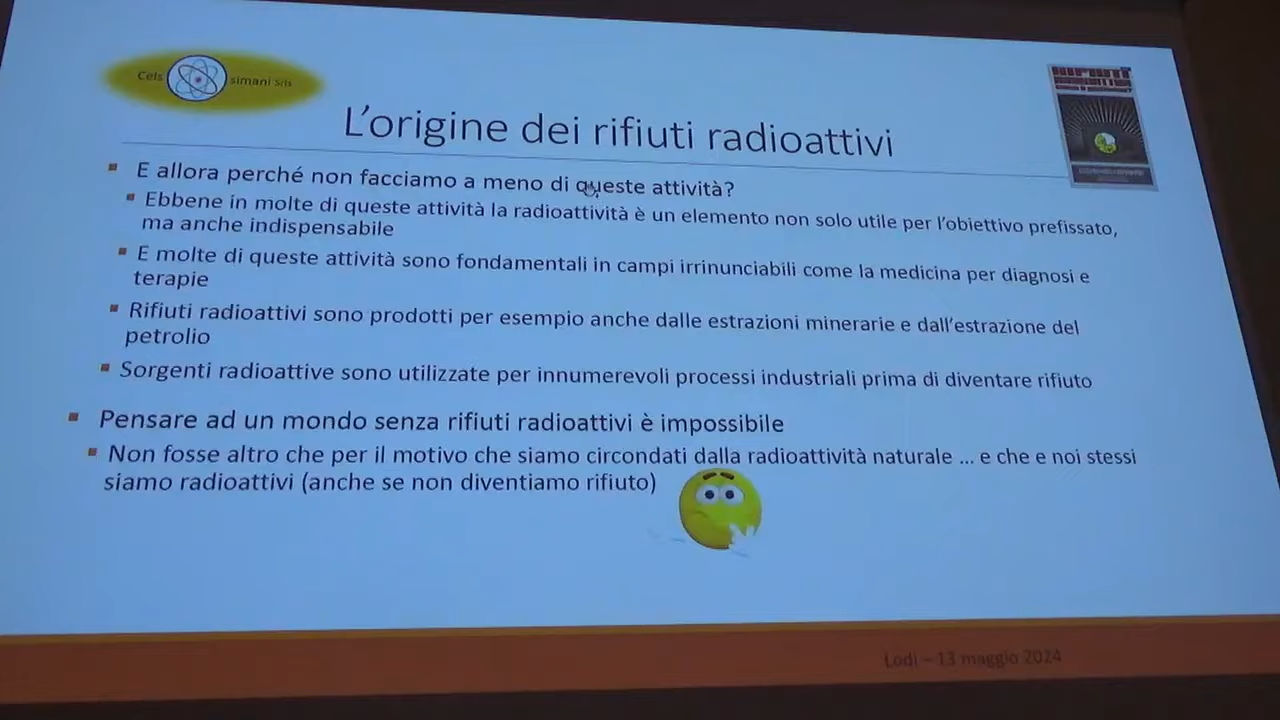 Cels simani Srls
L'origine dei rifiuti radioattivi
E allora perché non facciamo a meno di queste attività?
Ebbene in molte di queste attività la radioattività è un elemento non solo utile per l'obiettivo prefissato,
ma anche indispensabile
E molte di queste attività sono fondamentali in campi irrinunciabili come la medicina per diagnosi e
terapie
Rifiuti radioattivi sono prodotti per esempio anche dalle estrazioni minerarie e dall'estrazione del
petrolio
Sorgenti radioattive sono utilizzate per innumerevoli processi industriali prima di diventare rifiuto
Pensare ad un mondo senza rifiuti radioattivi è impossibile
Non fosse altro che per il motivo che siamo circondati dalla radioattività naturale ... e che e noi stessi
siamo radioattivi (anche se non diventiamo rifiuto)
Lodi – 13 maggio 2024